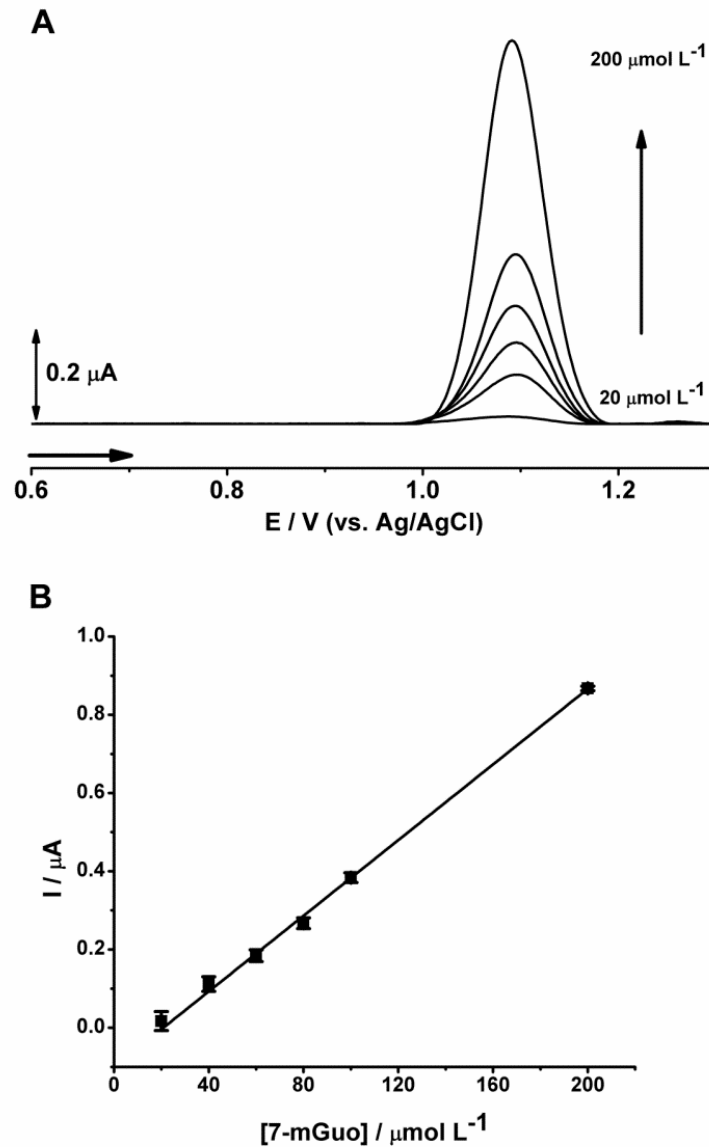 A
200 μmol L⁻¹
0.2 μA
20 μmol L⁻¹
0.6 0.8 1.0 1.2
E / V (vs. Ag/AgCl)
B
1.0
0.8
0.6
0.4
0.2
0.0
I / μA
0 40 80 120 160 200
[7-mGuo] / μmol L⁻¹